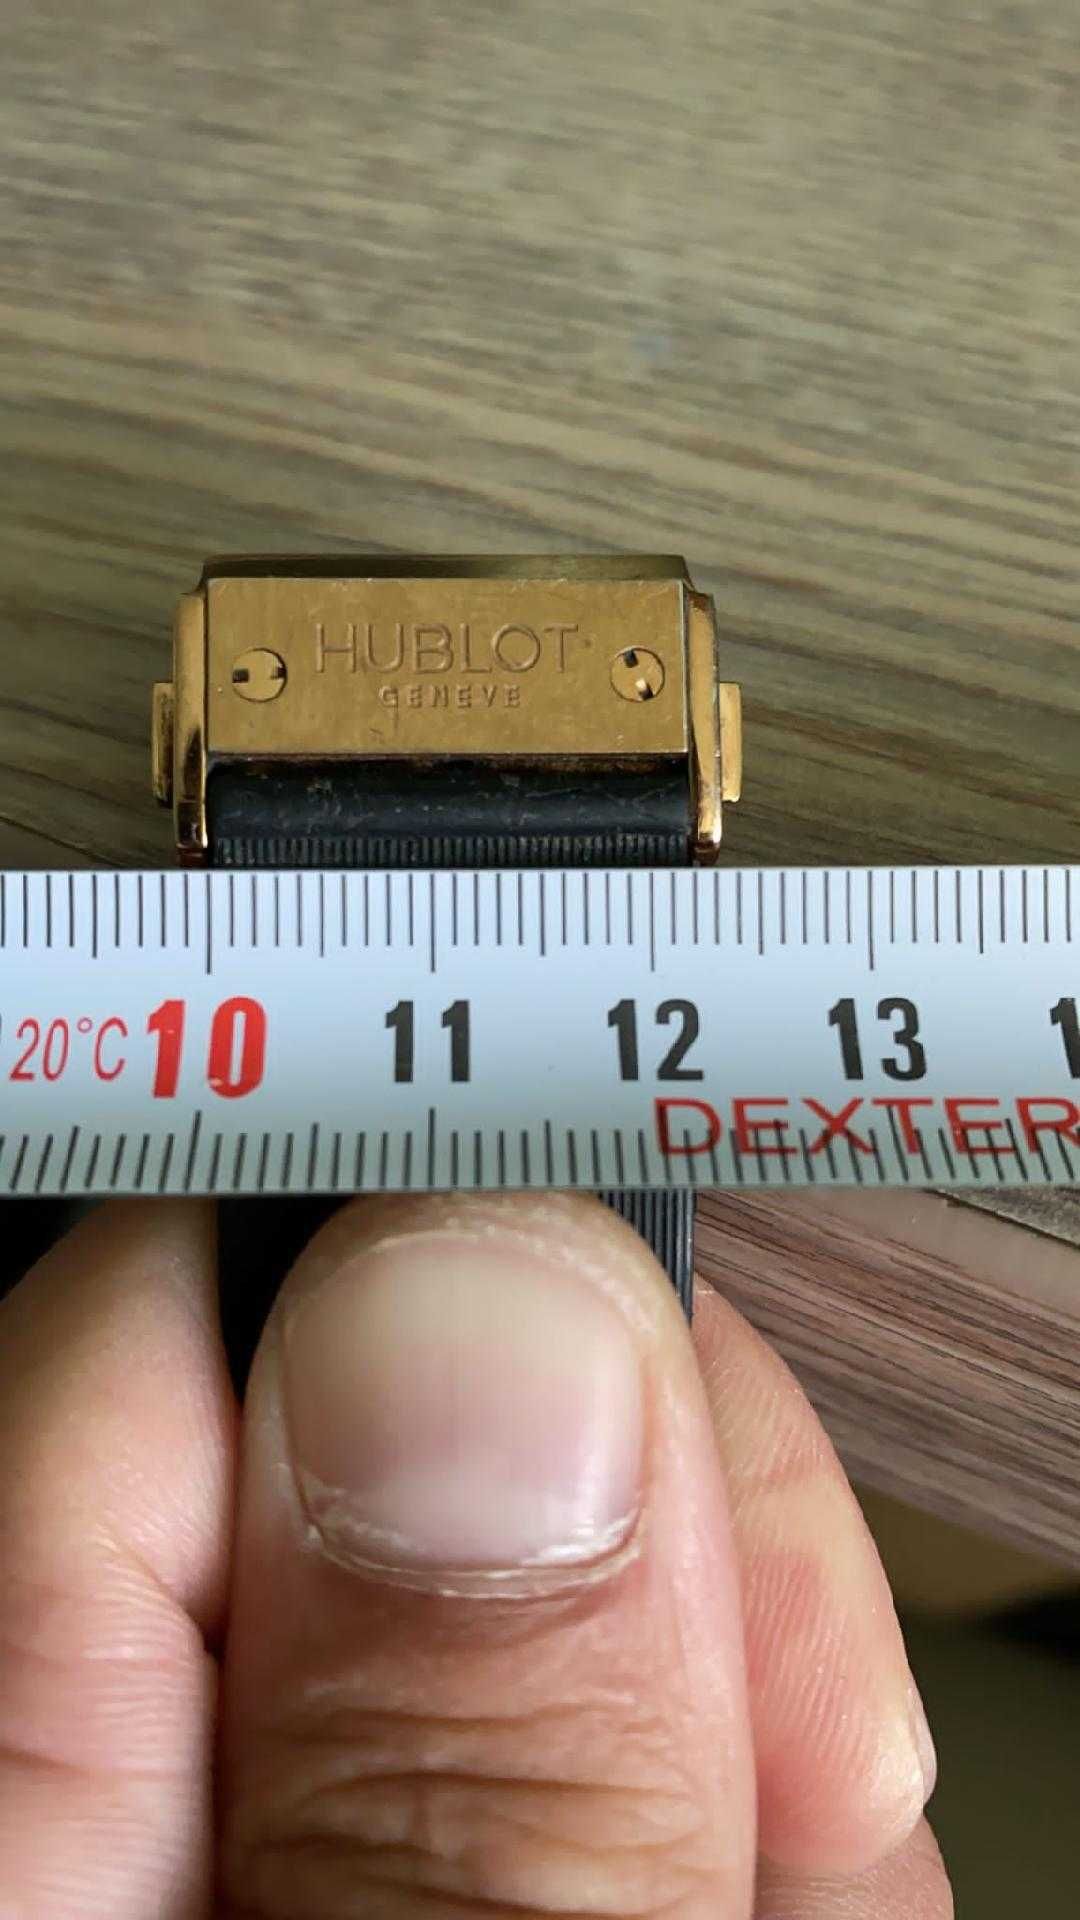 HUBLOT
GENEVE
20°C 10 11 12 13
DEXTER